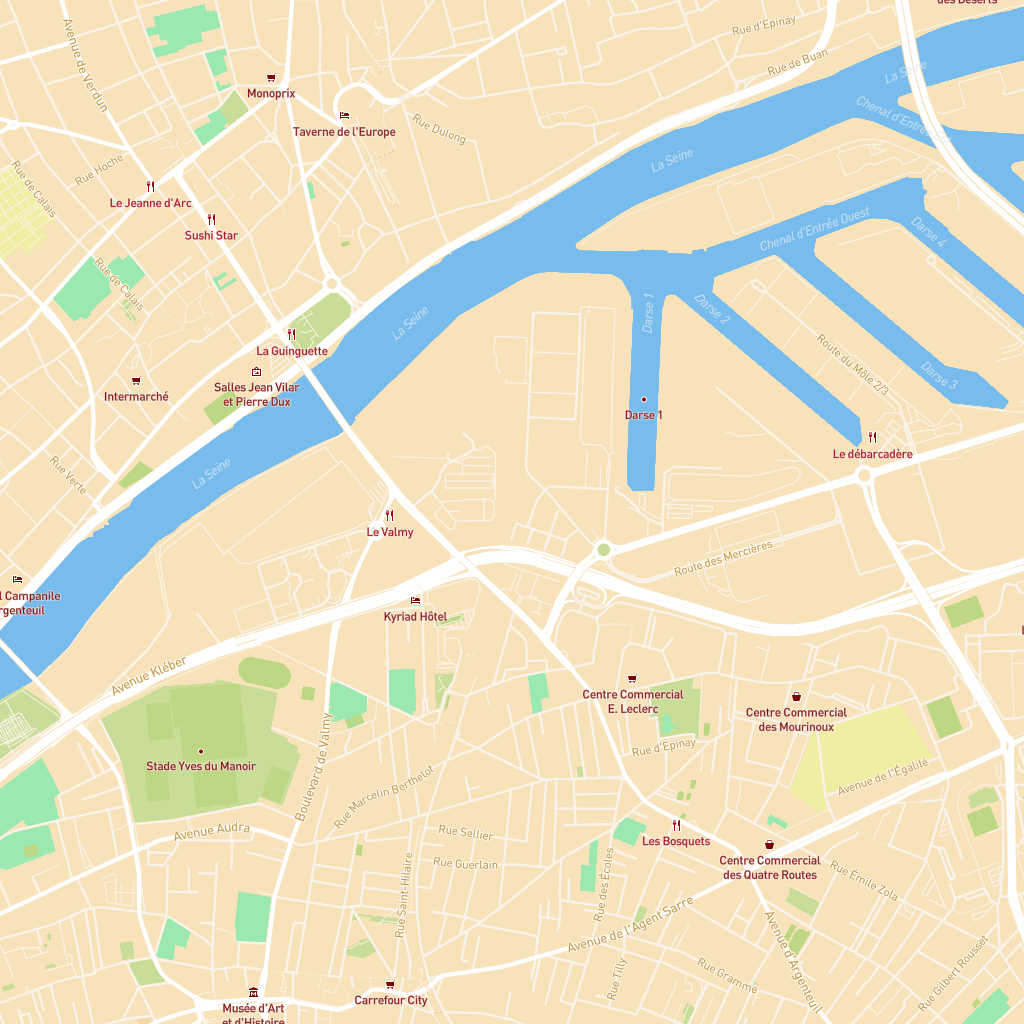 des Déserts
Avenue de Verdun
Rue d'Epinay
Rue de Buan
La Seine
Monoprix
Chenal d'Entrée Est
Taverne de l'Europe
Rue Dulong
La Seine
Rue Hoche
Rue de Calais
Le Jeanne d'Arc
Sushi Star
Chenal d'Entrée Ouest
Darse 4
Rue de Calais
Darse 1
Darse 2
La Seine
La Guinguette
Route du Môle 2/3
Darse 3
Intermarché
Salles Jean Vilar
et Pierre Dux
Darse 1
Le débarcadère
Rue Verte
La Seine
Le Valmy
Route des Mercières
l Campanile
rgenteuil
Kyriad Hôtel
Avenue Kléber
Centre Commercial
E. Leclerc
Centre Commercial
des Mourinoux
Boulevard de Valmy
Rue d'Epinay
Stade Yves du Manoir
Avenue de l'Égalité
Rue Marcelin Berthelof
Avenue Audra
Rue Sellier
Les Bosquets
Rue Guérlain
Centre Commercial
des Quatre Routes
Rue Saint-Hilaire
Rue des Écoles
Rue Émile Zola
Avenue de l'Agent Sarre
Avenue d'Argenteuil
Rue Tilly
Rue Gramme
Rue Gilbert Rousset
Carrefour City
Musée d'Art
et d'Histoire